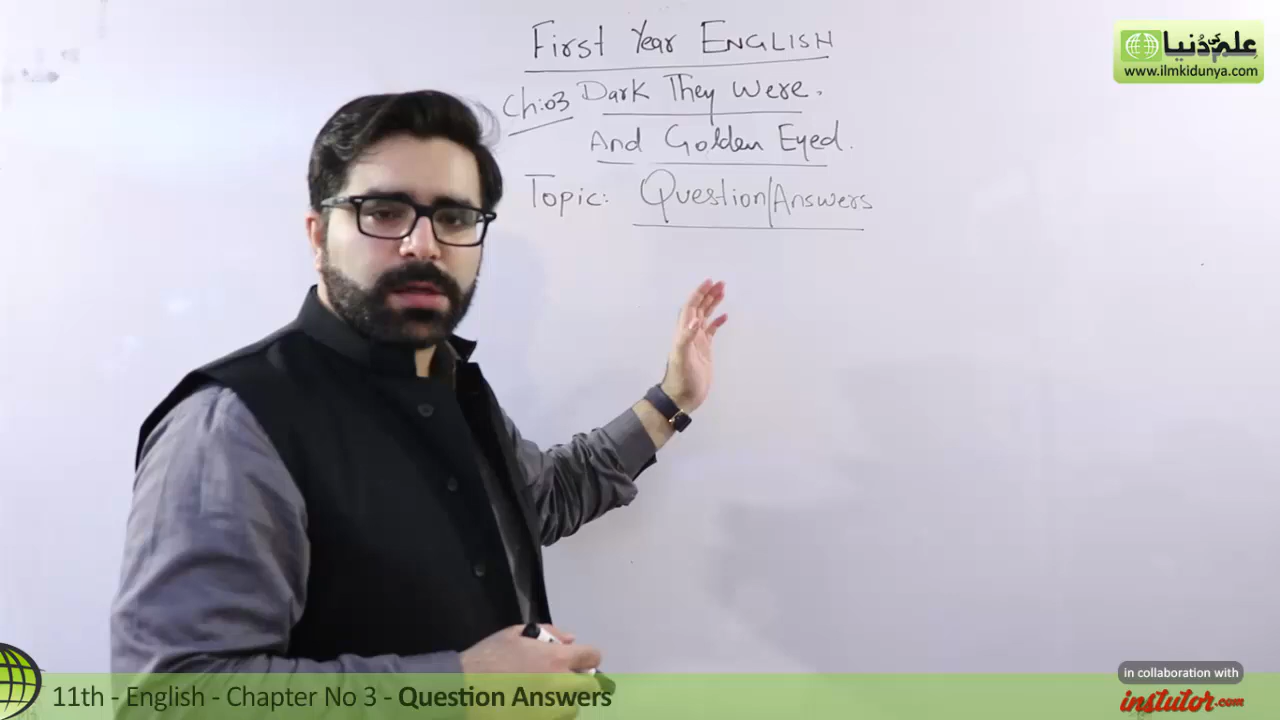 First Year ENGLISH
Ch:03 Dark They Were.
And Golden Eyed.
Topic: Question/Answers
علم کی دنیا
www.ilmkidunya.com
11th - English - Chapter No 3 - Question Answers
in collaboration with
instutor.com